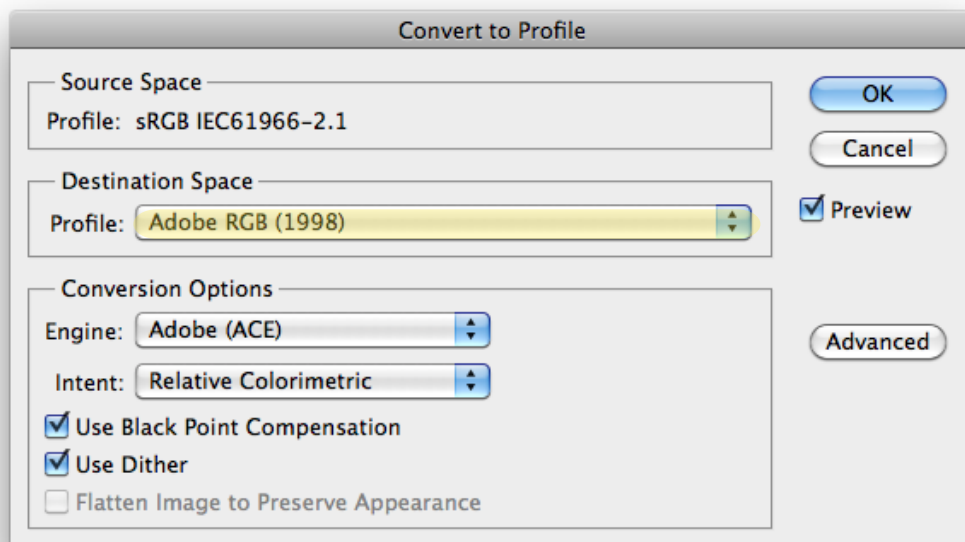 Convert to Profile
Source Space
Profile: sRGB IEC61966-2.1
OK
Cancel
Destination Space
Profile: Adobe RGB (1998)
Preview
Conversion Options
Engine: Adobe (ACE)
Advanced
Intent: Relative Colorimetric
Use Black Point Compensation
Use Dither
Flatten Image to Preserve Appearance